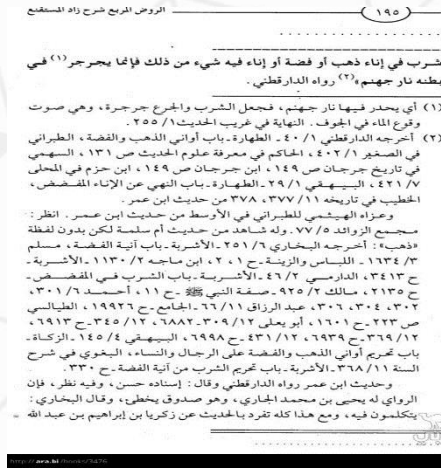 الروض المربع شرح زاد المستقنع
١٩٥
شرب في إناء ذهب أو فضة أو إناء فيه شيء من ذلك فإنما يجرجر(١) في
بطنه نار جهنم»(٢) رواه الدارقطني.
(١) أي يحدر فيها نار جهنم، فجعل الشرب والجرع جرجرة، وهي صوت
وقوع الماء في الجوف. النهاية في غريب الحديث ١/ ٢٥٥.
(٢) أخرجه الدارقطني ١/ ٤٠ ـ الطهارة ـ باب أواني الذهب والفضة، الطبراني
في الصغير ١/ ٤٠٢، الحاكم في معرفة علوم الحديث ص ١٣١، السهمي
في تاريخ جرجان ص ١٤٩، ابن جرجان ص ١٤٩، ابن حزم في المحلى
٧/ ٤٢١، البيهقي ١/ ٢٩ ـ الطهارة ـ باب النهي عن الإناء المفضض،
الخطيب في تاريخه ١١/ ٣٧٧، ٣٧٨ من حديث ابن عمر.
وعزاه الهيثمي للطبراني في الأوسط من حديث ابن عمر. انظر:
مجمع الزوائد ٥/ ٧٧. وله شاهد من حديث أم سلمة لكن بدون لفظة
«ذهب»: أخرجه البخاري ٦/ ٢٥١ ـ الأشربة ـ باب آنية الفضة، مسلم
٣/ ١٦٣٤ ـ اللباس والزينة ـ ح ١، ٢، ابن ماجه ٢/ ١١٣٠ ـ الأشربة ـ
ح ٣٤١٣، الدارمي ٢/ ٤٦ ـ الأشربة ـ باب الشرب في المفضض ـ
ح ٢١٣٥، مالك ٢/ ٩٢٥ ـ صفة النبي ﷺ ـ ح ١١، أحمد ٦/ ٣٠١،
٣٠٢، ٣٠٤، ٣٠٦، عبد الرزاق ١١/ ٦٦ ـ الجامع ـ ح ١٩٩٢٦، الطيالسي
ص ٢٢٣ ـ ح ١٦٠١، أبو يعلى ١٢/ ٣٠٩ ـ ح ٦٨٨٢، ١٢/ ٣٤٥ ـ ح ٦٩١٣،
١٢/ ٣٦٩ ـ ح ٦٩٣٩، ١٢/ ٤٣١ ـ ح ٦٩٩٨، البيهقي ٤/ ١٤٥ ـ الزكاة ـ
باب تحريم أواني الذهب والفضة على الرجال والنساء، البغوي في شرح
السنة ١١/ ٣٦٨ ـ الأشربة ـ باب تحريم الشرب من آنية الفضة ـ ح ٣٣٠.
وحديث ابن عمر رواه الدارقطني وقال: إسناده حسن، وفيه نظر، فإن
الراوي له يحيى بن محمد الجاري، وهو صدوق يخطئ، وقال البخاري:
يتكلمون فيه، ومع هذا كله تفرد بالحديث عن زكريا بن إبراهيم بن عبد الله